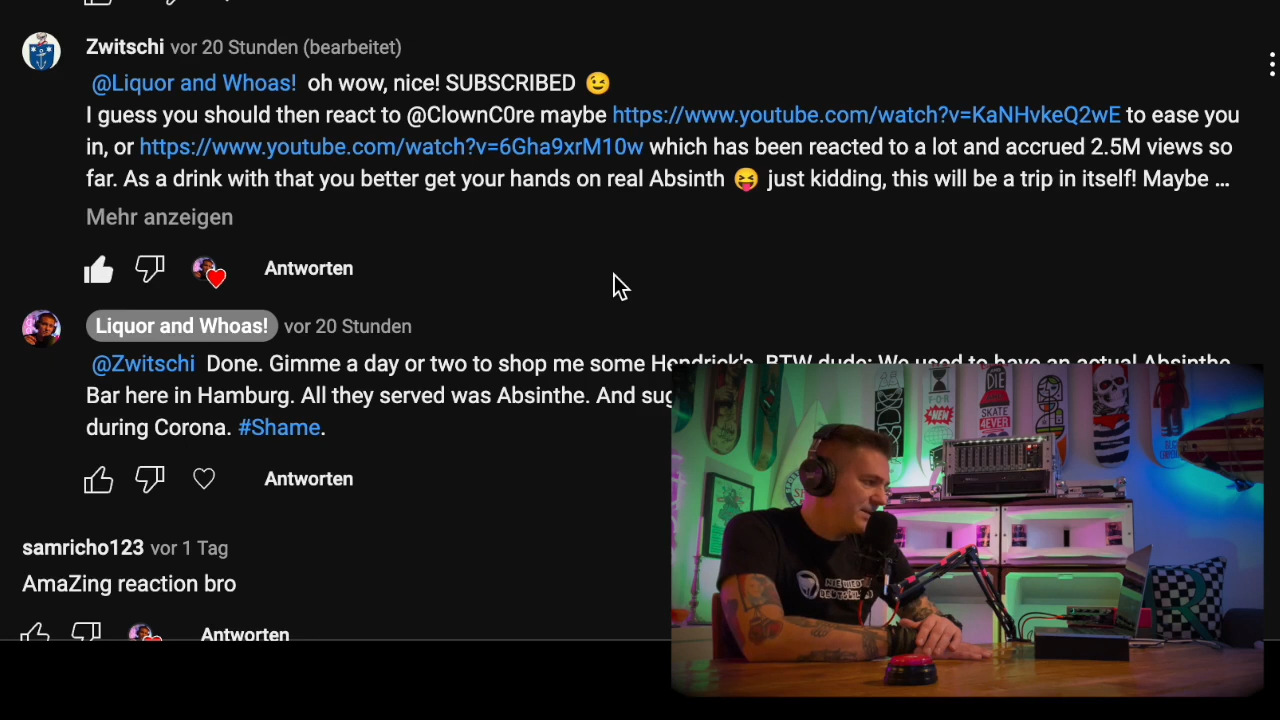 Zwitschi vor 20 Stunden (bearbeitet)
@Liquor and Whoas! oh wow, nice! SUBSCRIBED 😉
I guess you should then react to @ClownC0re maybe https://www.youtube.com/watch?v=KaNHvkeQ2wE to ease you
in, or https://www.youtube.com/watch?v=6Gha9xrM10w which has been reacted to a lot and accrued 2.5M views so
far. As a drink with that you better get your hands on real Absinth 😝 just kidding, this will be a trip in itself! Maybe ...
Mehr anzeigen
Antworten
Liquor and Whoas! vor 20 Stunden
@Zwitschi Done. Gimme a day or two to shop me some Hendrick's. BTW dude: We used to have an actual Absinthe
Bar here in Hamburg. All they served was Absinthe. And
during Corona. #Shame.
Antworten
samricho123 vor 1 Tag
AmaZing reaction bro
Antworten
DIE
SKATE
4EVER
FOR
NEW
R